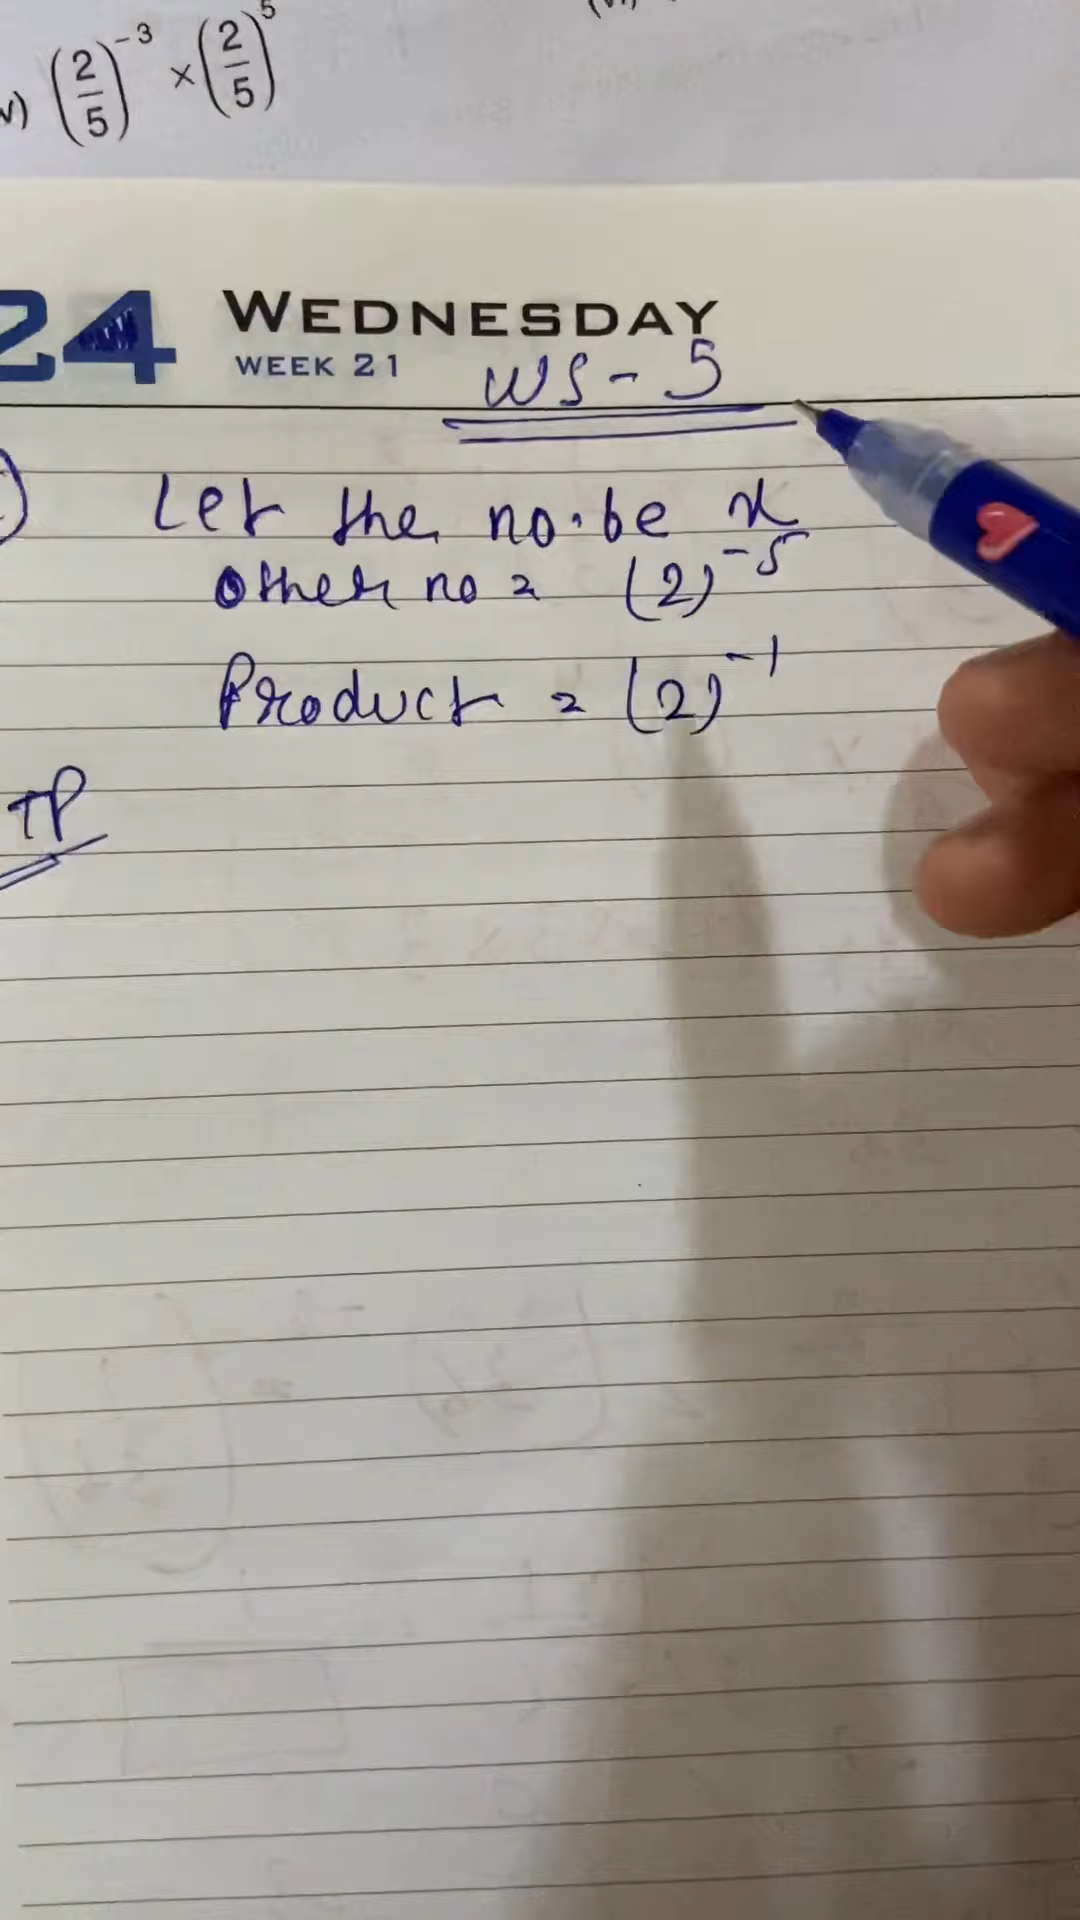 v) (2/5)^-3 × (2/5)^5
24 WEDNESDAY
WEEK 21
WS - 5
Let the no. be x
Other no = (2)^-5
Product = (2)^-1
TP